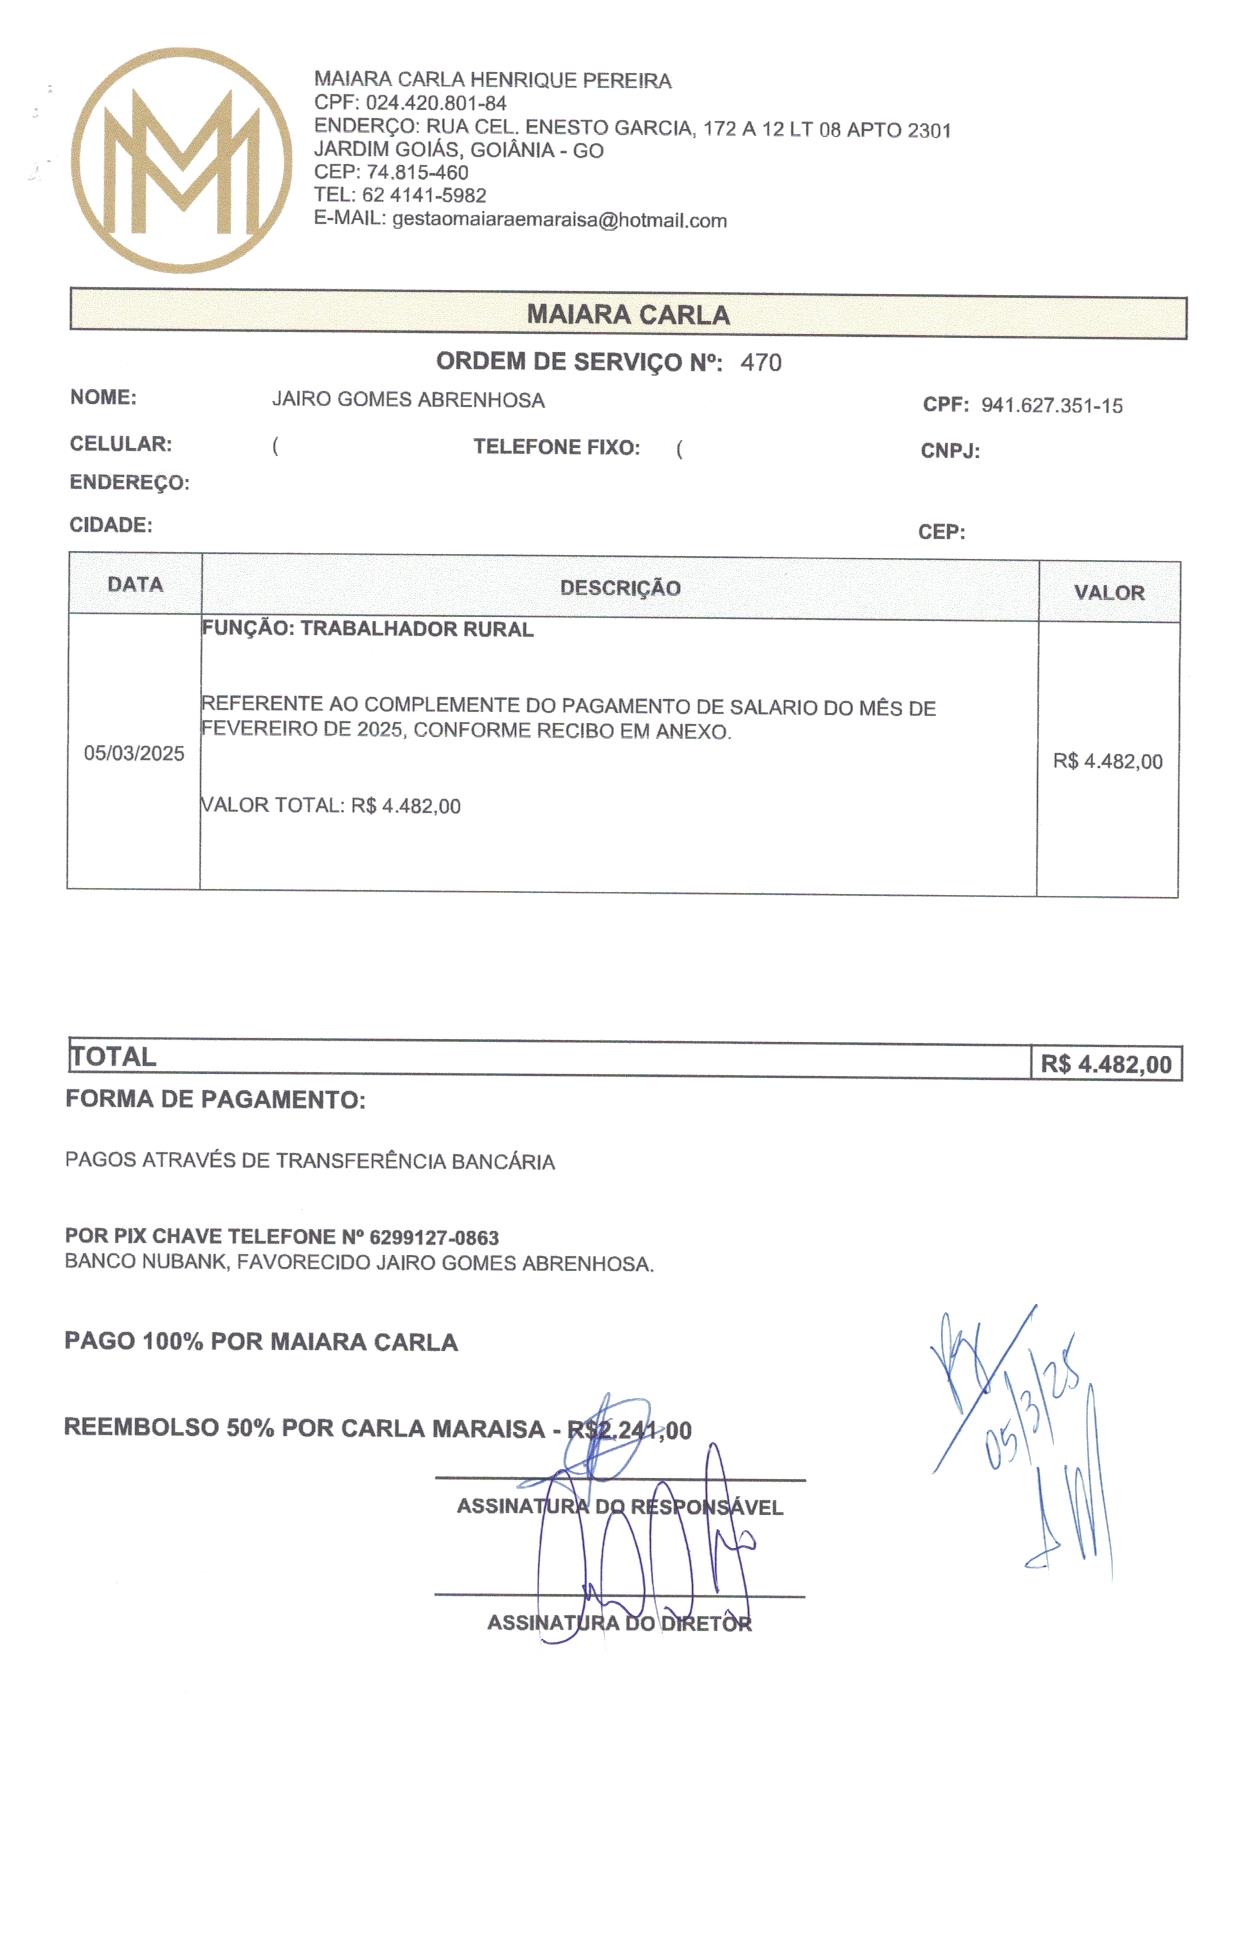 MAIARA CARLA HENRIQUE PEREIRA
CPF: 024.420.801-84
ENDERÇO: RUA CEL. ENESTO GARCIA, 172 A 12 LT 08 APTO 2301
JARDIM GOIÁS, GOIÂNIA - GO
CEP: 74.815-460
TEL: 62 4141-5982
E-MAIL: gestaomaiaraemaraisa@hotmail.com
MAIARA CARLA
ORDEM DE SERVIÇO Nº: 470
NOME: JAIRO GOMES ABRENHOSA CPF: 941.627.351-15
CELULAR: ( TELEFONE FIXO: ( CNPJ:
ENDEREÇO:
CIDADE: CEP:
DATA DESCRIÇÃO VALOR
FUNÇÃO: TRABALHADOR RURAL
REFERENTE AO COMPLEMENTE DO PAGAMENTO DE SALARIO DO MÊS DE
FEVEREIRO DE 2025, CONFORME RECIBO EM ANEXO.
05/03/2025 R$ 4.482,00
VALOR TOTAL: R$ 4.482,00
TOTAL R$ 4.482,00
FORMA DE PAGAMENTO:
PAGOS ATRAVÉS DE TRANSFERÊNCIA BANCÁRIA
POR PIX CHAVE TELEFONE Nº 6299127-0863
BANCO NUBANK, FAVORECIDO JAIRO GOMES ABRENHOSA.
PAGO 100% POR MAIARA CARLA
05/3/25
REEMBOLSO 50% POR CARLA MARAISA - R$2.241,00
ASSINATURA DO RESPONSÁVEL
ASSINATURA DO DIRETOR